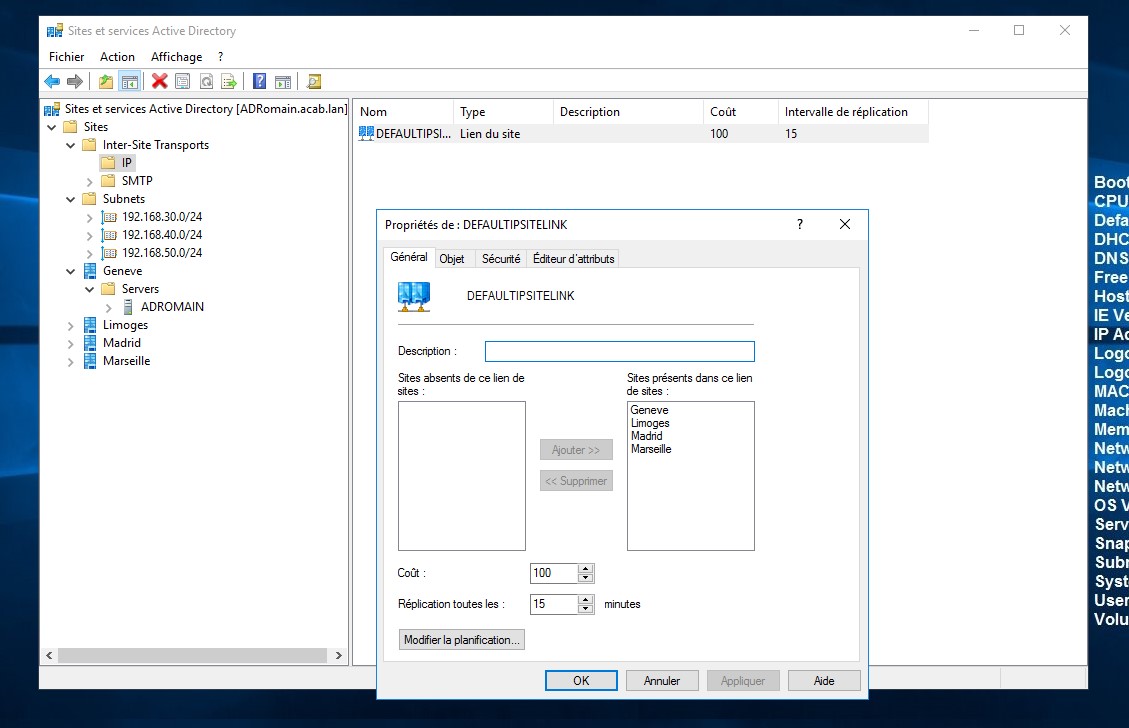 Sites et services Active Directory
Fichier Action Affichage ?
Sites et services Active Directory [ADRomain.acab.lan]
Sites
Inter-Site Transports
IP
SMTP
Subnets
192.168.30.0/24
192.168.40.0/24
192.168.50.0/24
Geneve
Servers
ADROMAIN
Limoges
Madrid
Marseille
Nom Type Description Coût Intervalle de réplication
DEFAULTIPSI... Lien du site 100 15
Propriétés de : DEFAULTIPSITELINK
?
Général Objet Sécurité Éditeur d'attributs
DEFAULTIPSITELINK
Description :
Sites absents de ce lien de
sites :
Sites présents dans ce lien
de sites :
Geneve
Limoges
Madrid
Marseille
Ajouter >>
<< Supprimer
Coût : 100
Réplication toutes les : 15 minutes
Modifier la planification...
OK Annuler Appliquer Aide
Boot
CPU
Defa
DHC
DNS
Free
Host
IE Ve
IP Ad
Logo
Logo
MAC
Mach
Mem
Netw
Netw
Netw
OS V
Serv
Snap
Subn
Syst
User
Volu